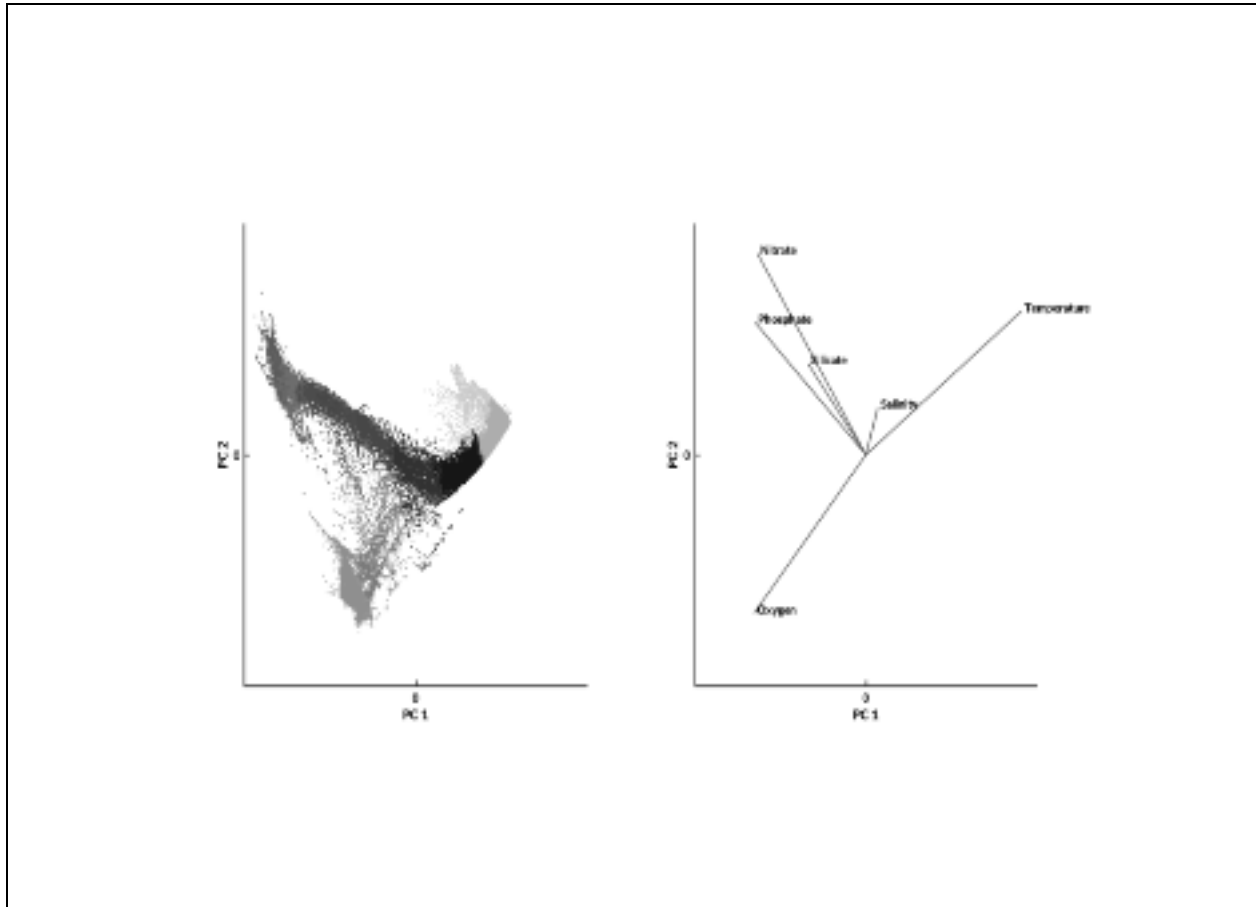 PC 2
0
0
PC 1
Nitrate
Phosphate
Silicate
Salinity
Temperature
Oxygen
PC 2
0
0
PC 1